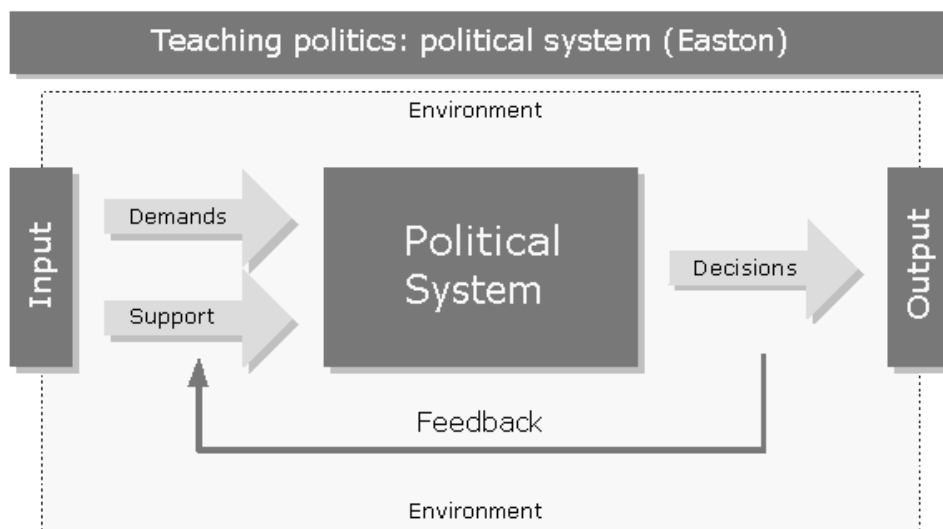 Teaching politics: political system (Easton)
Environment
Input
Demands
Support
Political
System
Decisions
Output
Feedback
Environment